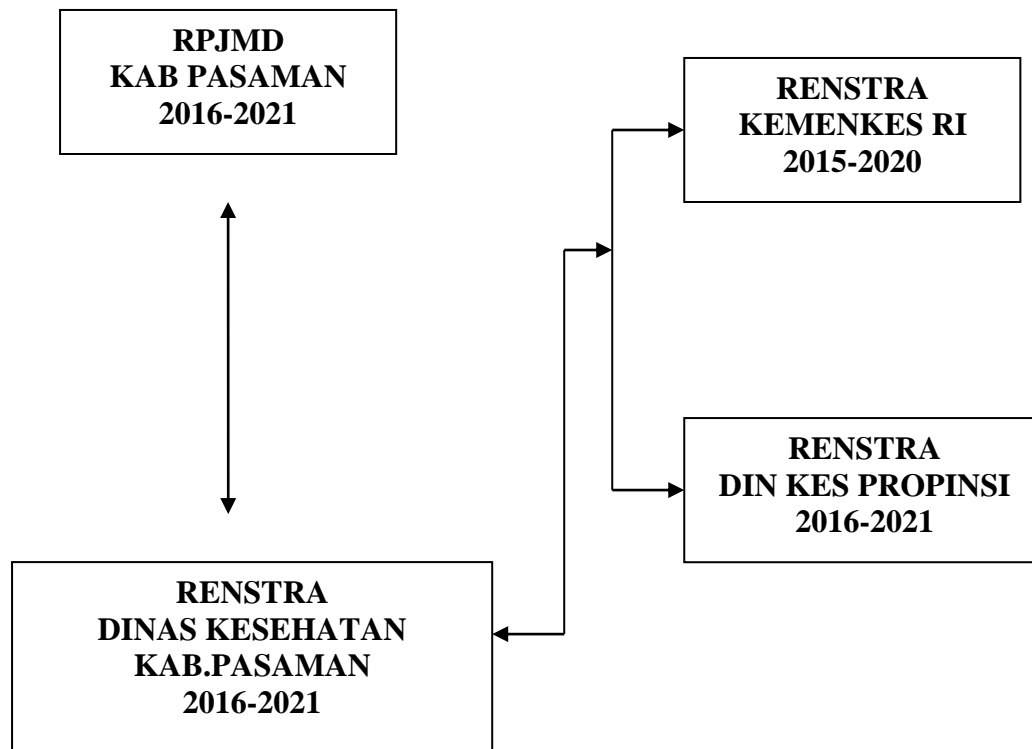 RPJMD
KAB PASAMAN
2016-2021
RENSTRA
KEMENKES RI
2015-2020
RENSTRA
DIN KES PROPINSI
2016-2021
RENSTRA
DINAS KESEHATAN
KAB.PASAMAN
2016-2021